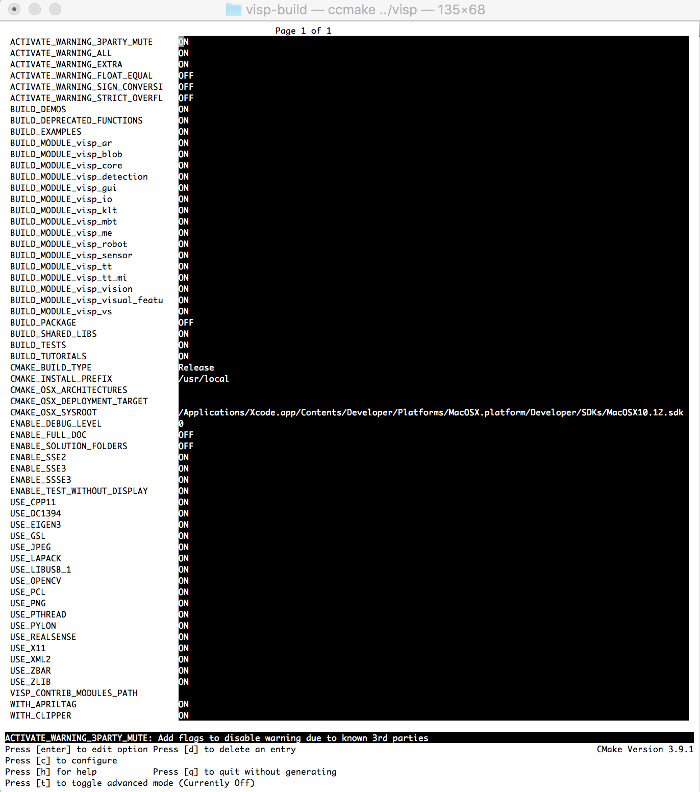 visp-build — ccmake ../visp — 135×68
Page 1 of 1
ACTIVATE_WARNING_3PARTY_MUTE ON
ACTIVATE_WARNING_ALL ON
ACTIVATE_WARNING_EXTRA ON
ACTIVATE_WARNING_FLOAT_EQUAL OFF
ACTIVATE_WARNING_SIGN_CONVERSI OFF
ACTIVATE_WARNING_STRICT_OVERFL OFF
BUILD_DEMOS ON
BUILD_DEPRECATED_FUNCTIONS ON
BUILD_EXAMPLES ON
BUILD_MODULE_visp_ar ON
BUILD_MODULE_visp_blob ON
BUILD_MODULE_visp_core ON
BUILD_MODULE_visp_detection ON
BUILD_MODULE_visp_gui ON
BUILD_MODULE_visp_io ON
BUILD_MODULE_visp_klt ON
BUILD_MODULE_visp_mbt ON
BUILD_MODULE_visp_me ON
BUILD_MODULE_visp_robot ON
BUILD_MODULE_visp_sensor ON
BUILD_MODULE_visp_tt ON
BUILD_MODULE_visp_tt_mi ON
BUILD_MODULE_visp_vision ON
BUILD_MODULE_visp_visual_featu ON
BUILD_MODULE_visp_vs ON
BUILD_PACKAGE OFF
BUILD_SHARED_LIBS ON
BUILD_TESTS ON
BUILD_TUTORIALS ON
CMAKE_BUILD_TYPE Release
CMAKE_INSTALL_PREFIX /usr/local
CMAKE_OSX_ARCHITECTURES
CMAKE_OSX_DEPLOYMENT_TARGET
CMAKE_OSX_SYSROOT /Applications/Xcode.app/Contents/Developer/Platforms/MacOSX.platform/Developer/SDKs/MacOSX10.12.sdk
ENABLE_DEBUG_LEVEL 0
ENABLE_FULL_DOC OFF
ENABLE_SOLUTION_FOLDERS OFF
ENABLE_SSE2 ON
ENABLE_SSE3 ON
ENABLE_SSSE3 ON
ENABLE_TEST_WITHOUT_DISPLAY ON
USE_CPP11 ON
USE_DC1394 ON
USE_EIGEN3 ON
USE_GSL ON
USE_JPEG ON
USE_LAPACK ON
USE_LIBUSB_1 ON
USE_OPENCV ON
USE_PCL ON
USE_PNG ON
USE_PTHREAD ON
USE_PYLON ON
USE_REALSENSE ON
USE_X11 ON
USE_XML2 ON
USE_ZBAR ON
USE_ZLIB ON
VISP_CONTRIB_MODULES_PATH
WITH_APRILTAG ON
WITH_CLIPPER ON
ACTIVATE_WARNING_3PARTY_MUTE: Add flags to disable warning due to known 3rd parties
Press [enter] to edit option Press [d] to delete an entry CMake Version 3.9.1
Press [c] to configure
Press [h] for help Press [q] to quit without generating
Press [t] to toggle advanced mode (Currently Off)